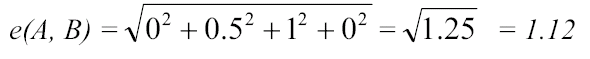 e(A, B) = √(0² + 0.5² + 1² + 0²) = √1.25 = 1.12